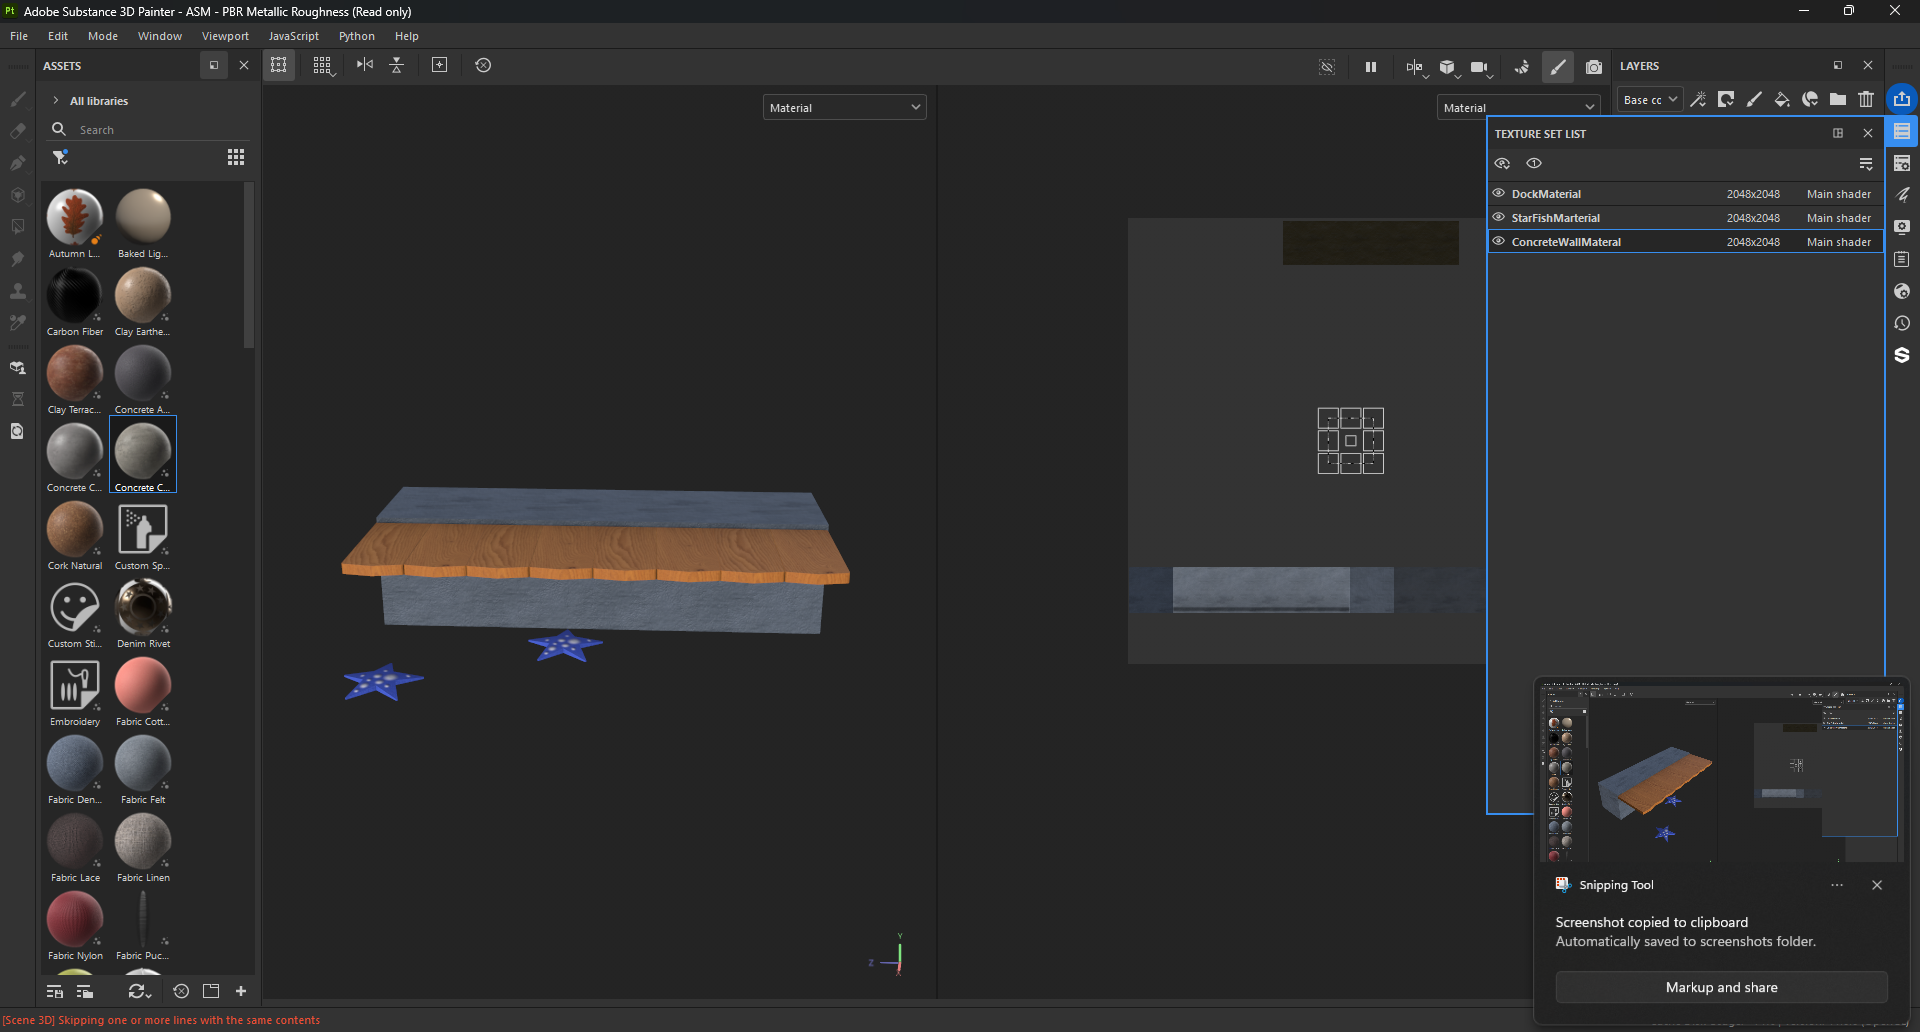 Pt Adobe Substance 3D Painter - ASM - PBR Metallic Roughness (Read only)
File Edit Mode Window Viewport JavaScript Python Help
ASSETS
All libraries
Search
Autumn L...
Baked Lig...
Carbon Fiber
Clay Earthe...
Clay Terrac...
Concrete A...
Concrete C...
Concrete C...
Cork Natural
Custom Sp...
Custom Sti...
Denim Rivet
Embroidery
Fabric Cott...
Fabric Den...
Fabric Felt
Fabric Lace
Fabric Linen
Fabric Nylon
Fabric Puc...
Material
Y
Z
X
Material
LAYERS
Base cc
TEXTURE SET LIST
DockMaterial 2048x2048 Main shader
StarFishMarterial 2048x2048 Main shader
ConcreteWallMateral 2048x2048 Main shader
Snipping Tool
Screenshot copied to clipboard
Automatically saved to screenshots folder.
Markup and share
[Scene 3D] Skipping one or more lines with the same contents